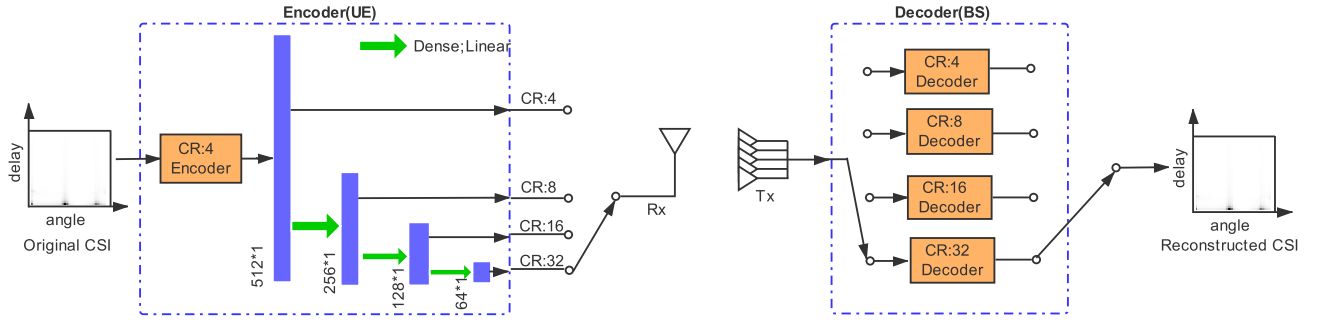 Encoder(UE)
Decoder(BS)
Dense;Linear
CR:4
CR:4
Encoder
delay
angle
Original CSI
512*1
256*1
128*1
64*1
CR:8
CR:16
CR:32
Rx
Tx
CR:4
Decoder
CR:8
Decoder
CR:16
Decoder
CR:32
Decoder
delay
angle
Reconstructed CSI